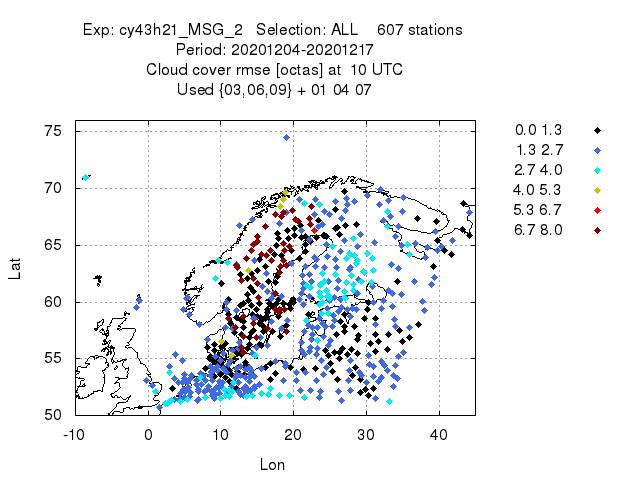 Exp: cy43h21_MSG_2 Selection: ALL 607 stations
Period: 20201204-20201217
Cloud cover rmse [octas] at 10 UTC
Used {03,06,09} + 01 04 07
0.0 1.3
1.3 2.7
2.7 4.0
4.0 5.3
5.3 6.7
6.7 8.0
75
70
65
60
55
50
Lat
-10 0 10 20 30 40
Lon